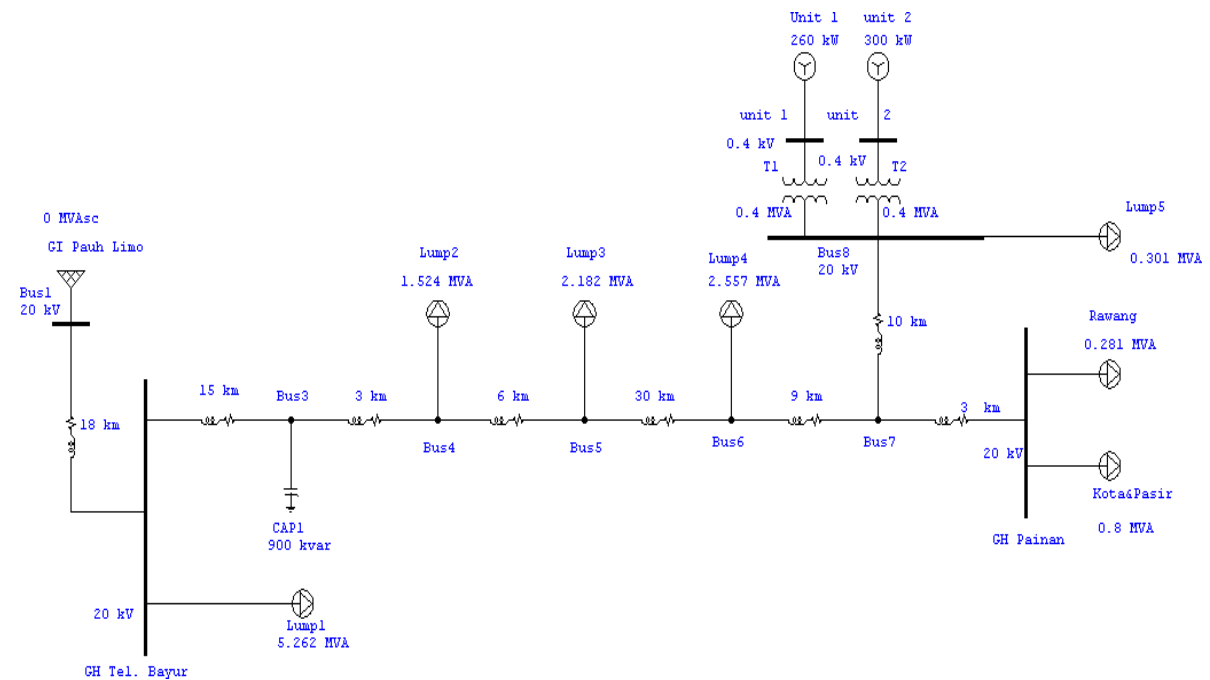 Unit 1
unit 2
260 kW
300 kW
unit 1
unit 2
0.4 kV
0.4 kV
T1
T2
0.4 MVA
0.4 MVA
Lump5
0.301 MVA
Bus8
20 kV
0 MVAsc
GI Pauh Limo
Bus1
20 kV
Lump2
1.524 MVA
Lump3
2.182 MVA
Lump4
2.557 MVA
10 km
Rawang
0.281 MVA
18 km
15 km
Bus3
3 km
6 km
30 km
9 km
3 km
Bus4
Bus5
Bus6
Bus7
20 kV
Kota&Pasir
0.8 MVA
GH Painan
CAP1
900 kvar
20 kV
Lump1
5.262 MVA
GH Tel. Bayur